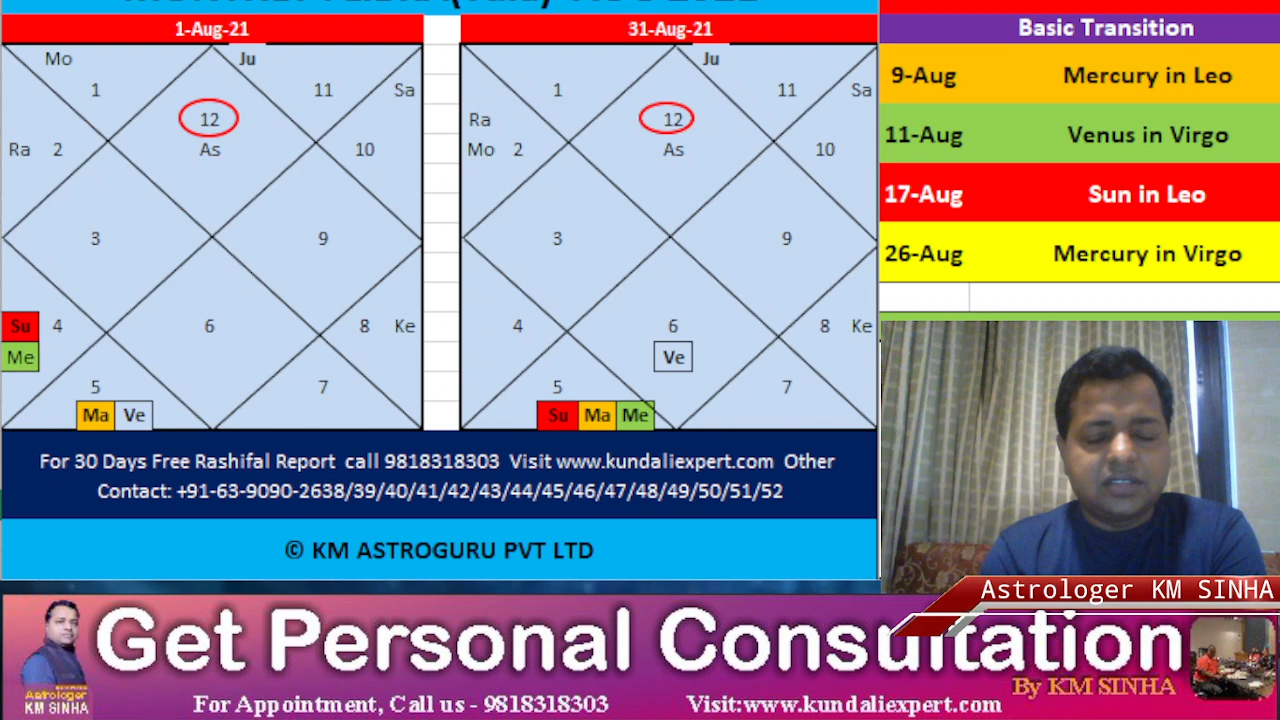 1-Aug-21
Mo
Ju
1
11
Sa
12
Ra
2
As
10
3
9
Su
4
6
8
Ke
Me
5
7
Ma
Ve
31-Aug-21
Ju
1
11
Sa
Ra
12
Mo
2
As
10
3
9
4
6
8
Ke
Ve
5
7
Su
Ma
Me
Basic Transition
9-Aug Mercury in Leo
11-Aug Venus in Virgo
17-Aug Sun in Leo
26-Aug Mercury in Virgo
For 30 Days Free Rashifal Report call 9818318303 Visit www.kundaliexpert.com Other
Contact: +91-63-9090-2638/39/40/41/42/43/44/45/46/47/48/49/50/51/52
© KM ASTROGURU PVT LTD
Astrologer KM SINHA
Get Personal Consultation
By KM SINHA
Astrologer
KM SINHA
For Appointment, Call us - 9818318303
Visit:www.kundaliexpert.com